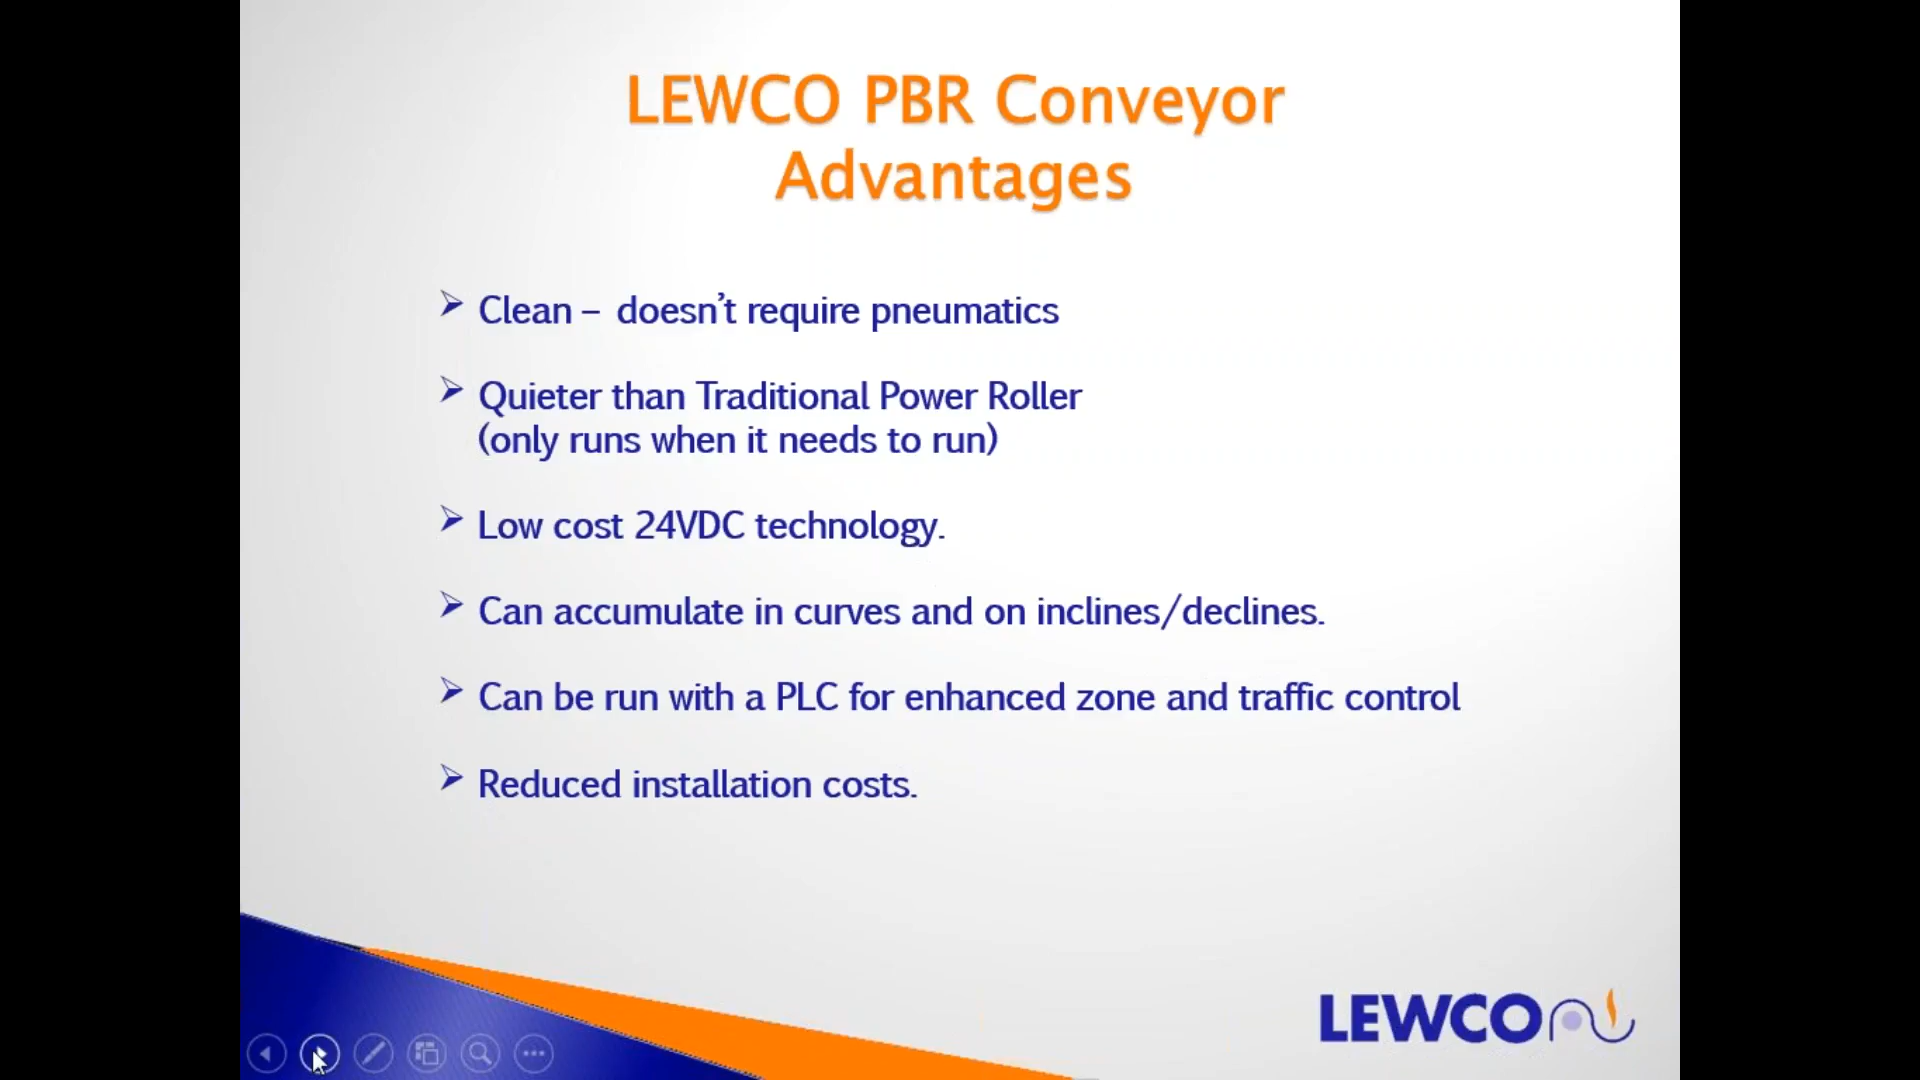 LEWCO PBR Conveyor
Advantages
Clean – doesn’t require pneumatics
Quieter than Traditional Power Roller
(only runs when it needs to run)
Low cost 24VDC technology.
Can accumulate in curves and on inclines/declines.
Can be run with a PLC for enhanced zone and traffic control
Reduced installation costs.
LEWCO